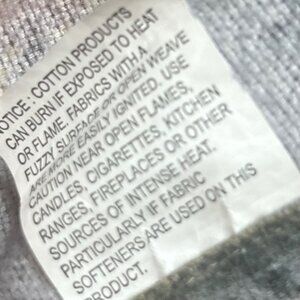 NOTICE: COTTON PRODUCTS
CAN BURN IF EXPOSED TO HEAT
OR FLAME. FABRICS WITH A
FUZZY SURFACE OR OPEN WEAVE
ARE MORE EASILY IGNITED. USE
CAUTION NEAR OPEN FLAMES,
CANDLES, CIGARETTES, KITCHEN
RANGES, FIREPLACES OR OTHER
SOURCES OF INTENSE HEAT.
PARTICULARLY IF FABRIC
SOFTENERS ARE USED ON THIS
PRODUCT.